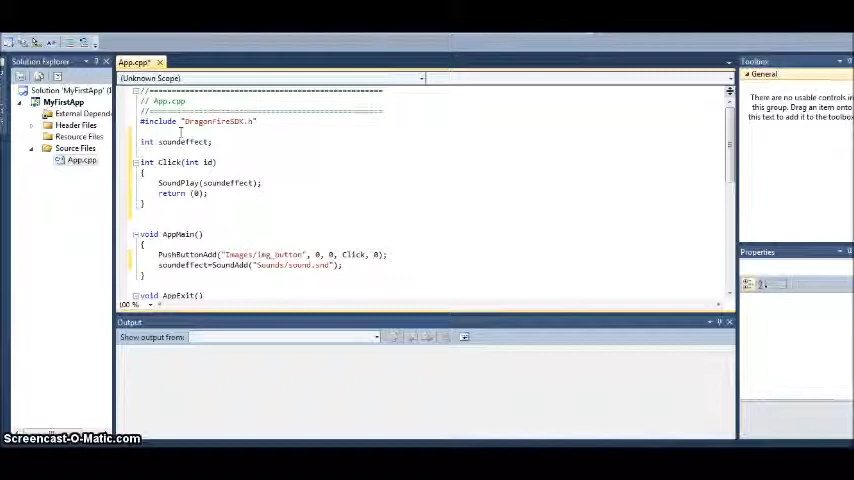 Solution Explorer
Solution 'MyFirstApp' (
MyFirstApp
External Depend
Header Files
Resource Files
Source Files
App.cpp
App.cpp*
(Unknown Scope)
//====================================================
// App.cpp
//====================================================
#include "DragonFireSDK.h"
int soundeffect;
int Click(int id)
{
SoundPlay(soundeffect);
return (0);
}
void AppMain()
{
PushButtonAdd("Images/img_button", 0, 0, Click, 0);
soundeffect=SoundAdd("Sounds/sound.snd");
}
void AppExit()
100 %
Output
Show output from:
Toolbox
General
There are no usable controls in
this group. Drag an item onto
this text to add it to the toolbox
Properties
Screencast-O-Matic.com